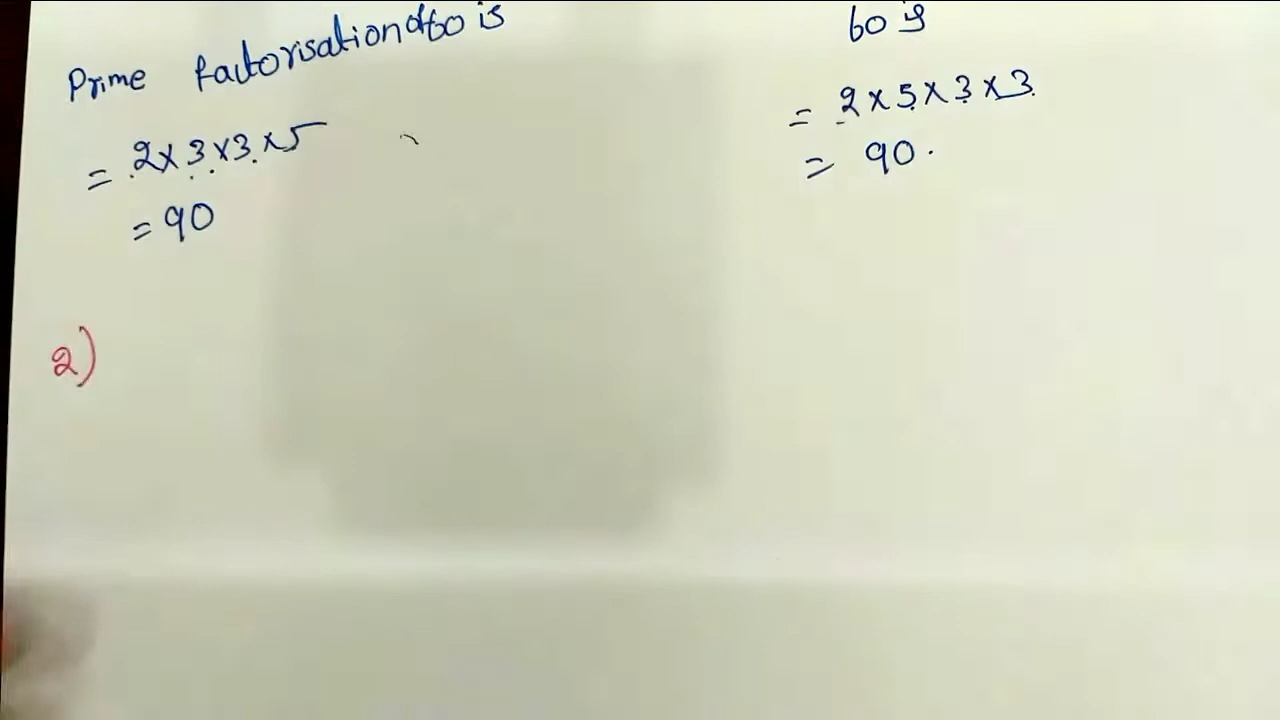 Prime factorisation of 60 is
= 2 x 3 x 3 x 5
= 90
60 is
= 2 x 5 x 3 x 3
= 90.
2)